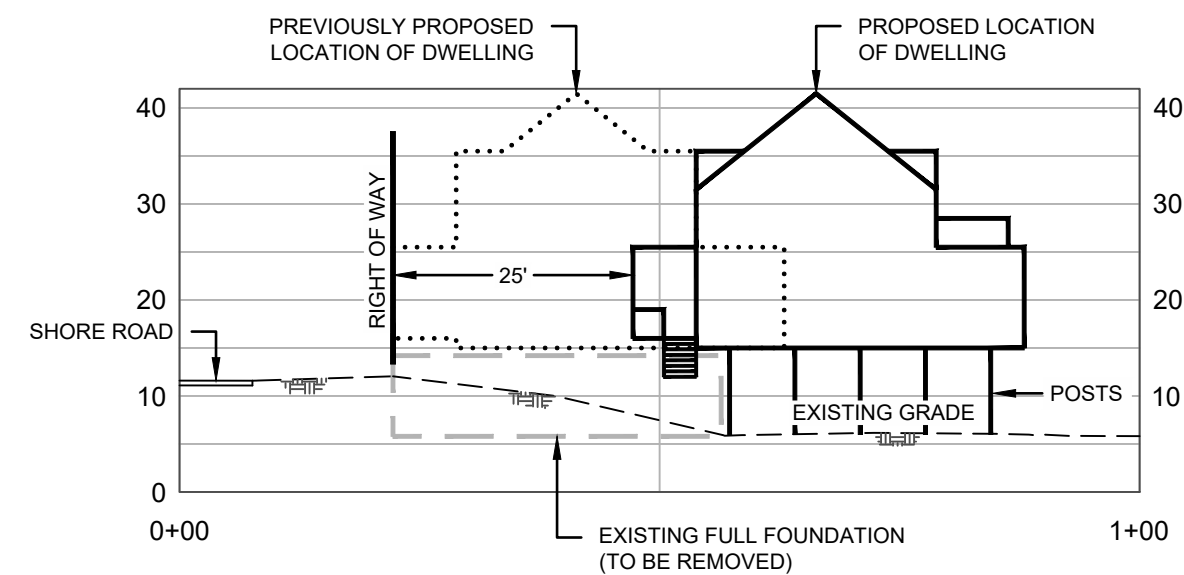 PREVIOUSLY PROPOSED
LOCATION OF DWELLING
PROPOSED LOCATION
OF DWELLING
40
40
RIGHT OF WAY
30
30
25'
20
20
SHORE ROAD
10
10
POSTS
EXISTING GRADE
0
0+00
1+00
EXISTING FULL FOUNDATION
(TO BE REMOVED)